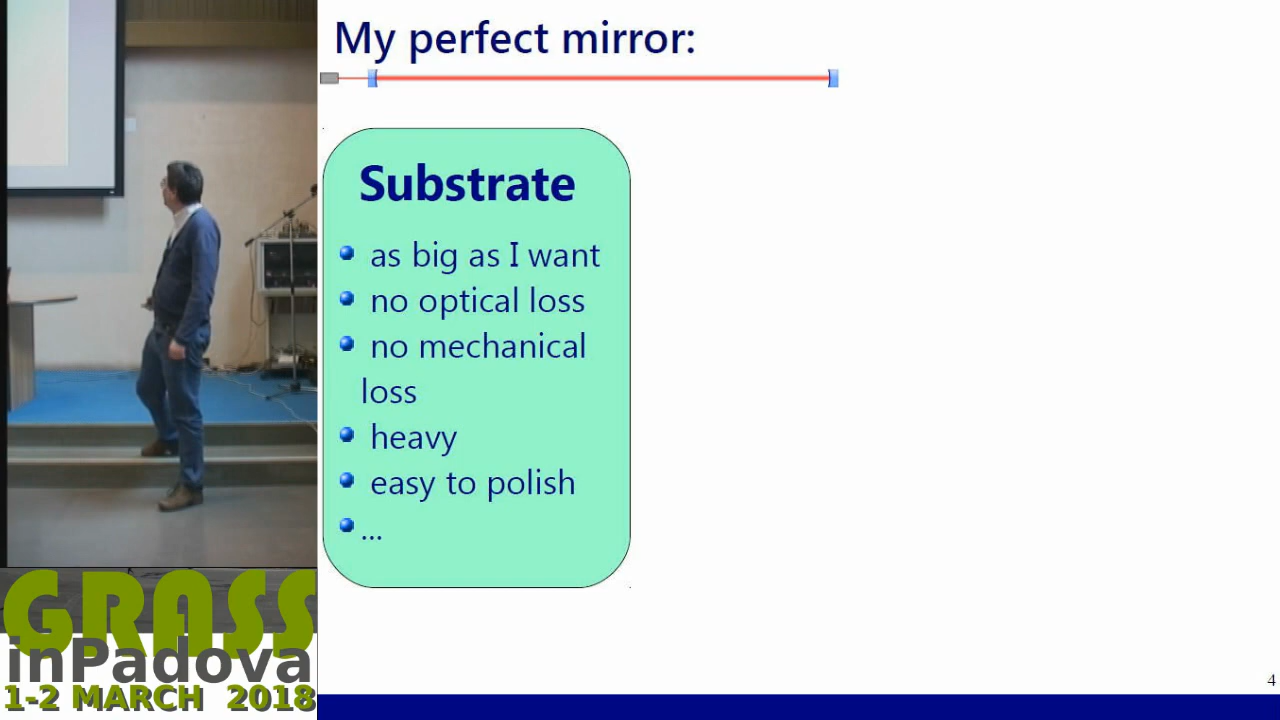 My perfect mirror:
Substrate
as big as I want
no optical loss
no mechanical
loss
heavy
easy to polish
...
4
GRASS
inPadova
1-2 MARCH 2018